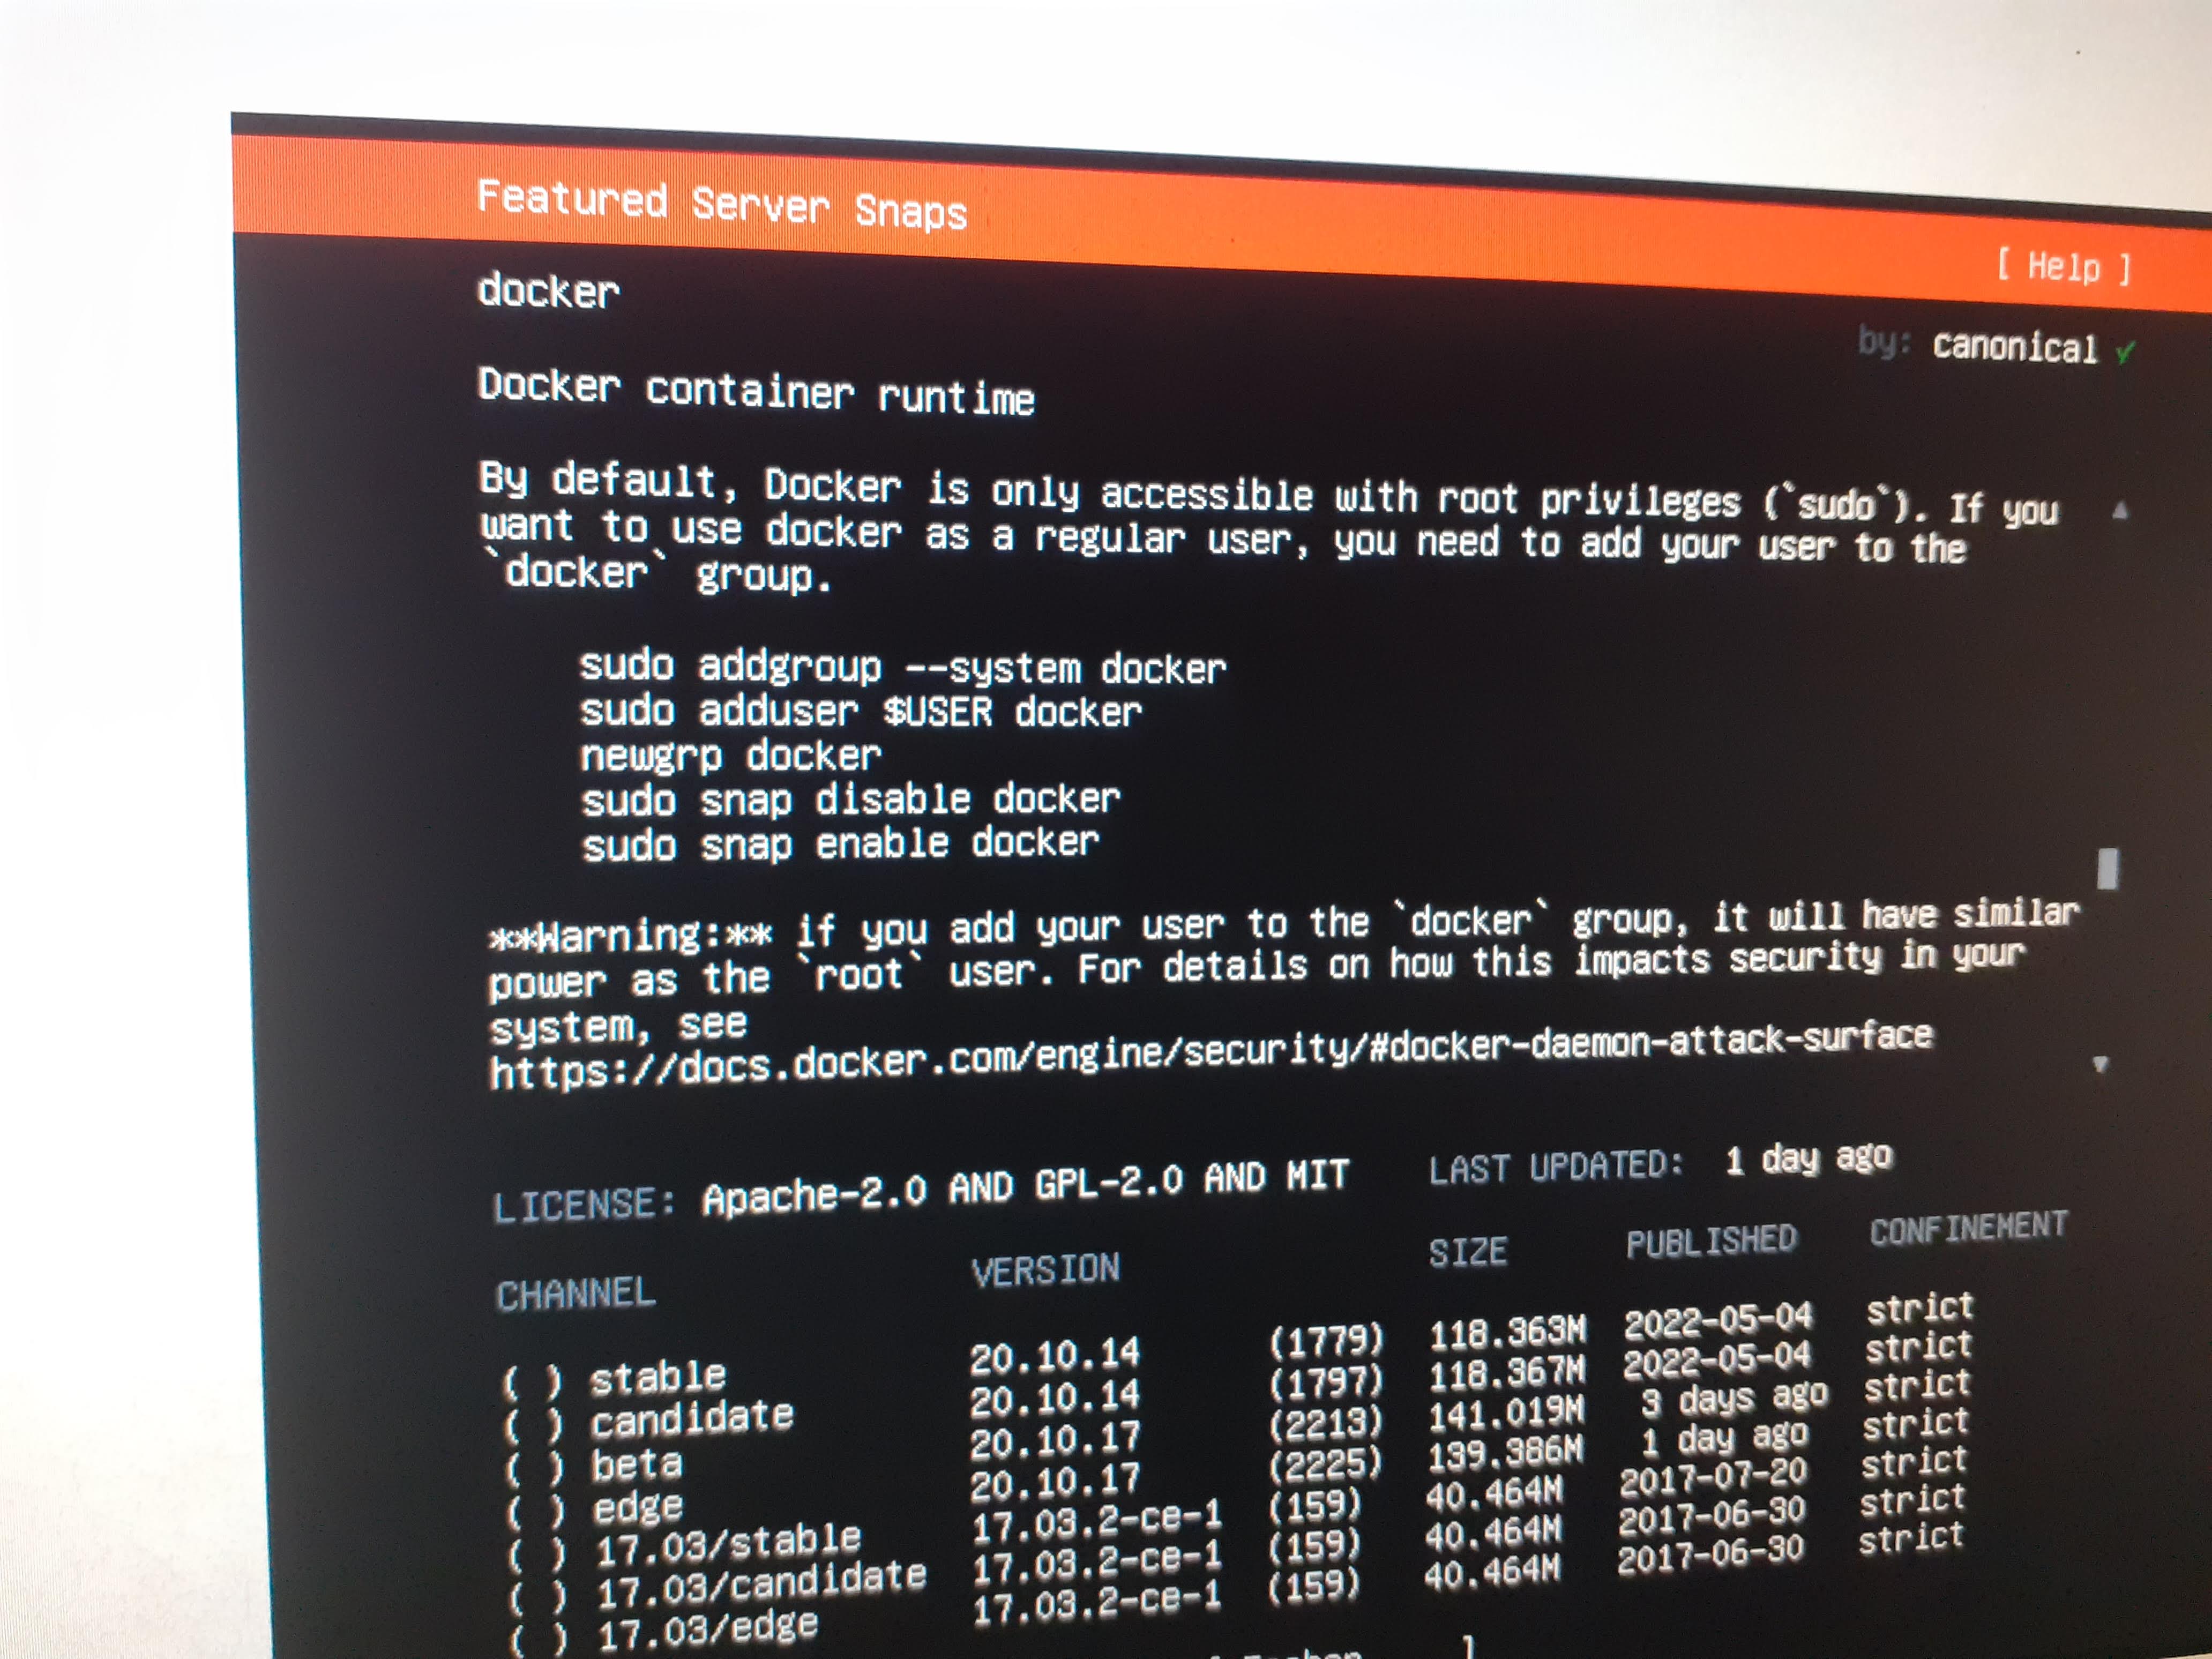 Featured Server Snaps
[ Help ]
docker
by: canonical ✓
Docker container runtime
By default, Docker is only accessible with root privileges (`sudo`). If you
want to use docker as a regular user, you need to add your user to the
`docker` group.
sudo addgroup --system docker
sudo adduser $USER docker
newgrp docker
sudo snap disable docker
sudo snap enable docker
**Warning:** if you add your user to the `docker` group, it will have similar
power as the `root` user. For details on how this impacts security in your
system, see
https://docs.docker.com/engine/security/#docker-daemon-attack-surface
LICENSE: Apache-2.0 AND GPL-2.0 AND MIT LAST UPDATED: 1 day ago
CHANNEL VERSION SIZE PUBLISHED CONFINEMENT
( ) stable 20.10.14 (1779) 118.363M 2022-05-04 strict
( ) candidate 20.10.14 (1797) 118.367M 2022-05-04 strict
( ) beta 20.10.17 (2213) 141.019M 3 days ago strict
( ) edge 20.10.17 (2225) 139.386M 1 day ago strict
( ) 17.03/stable 17.03.2-ce-1 (159) 40.464M 2017-07-20 strict
( ) 17.03/candidate 17.03.2-ce-1 (159) 40.464M 2017-06-30 strict
( ) 17.03/edge 17.03.2-ce-1 (159) 40.464M 2017-06-30 strict